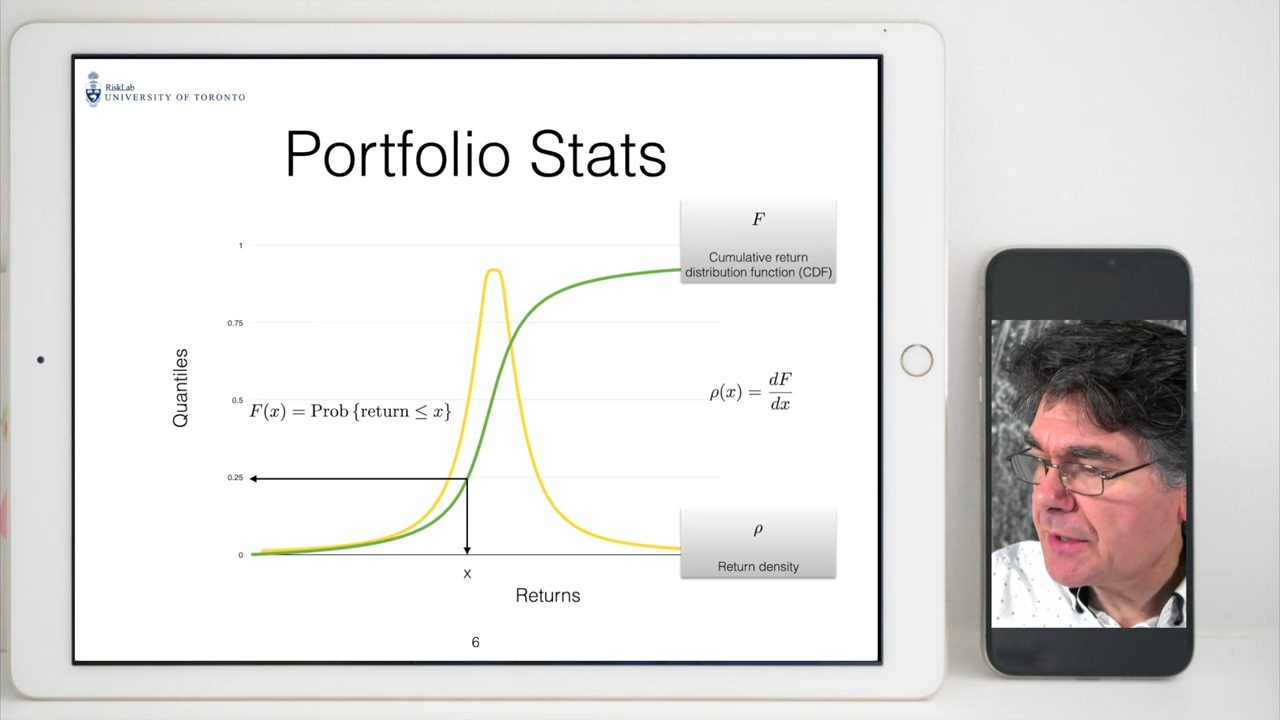 RiskLab
UNIVERSITY OF TORONTO
Portfolio Stats
F
Cumulative return
distribution function (CDF)
1
0.75
0.5
0.25
0
Quantiles
F(x) = Prob {return ≤ x}
ρ(x) = dF/dx
ρ
Return density
x
Returns
6